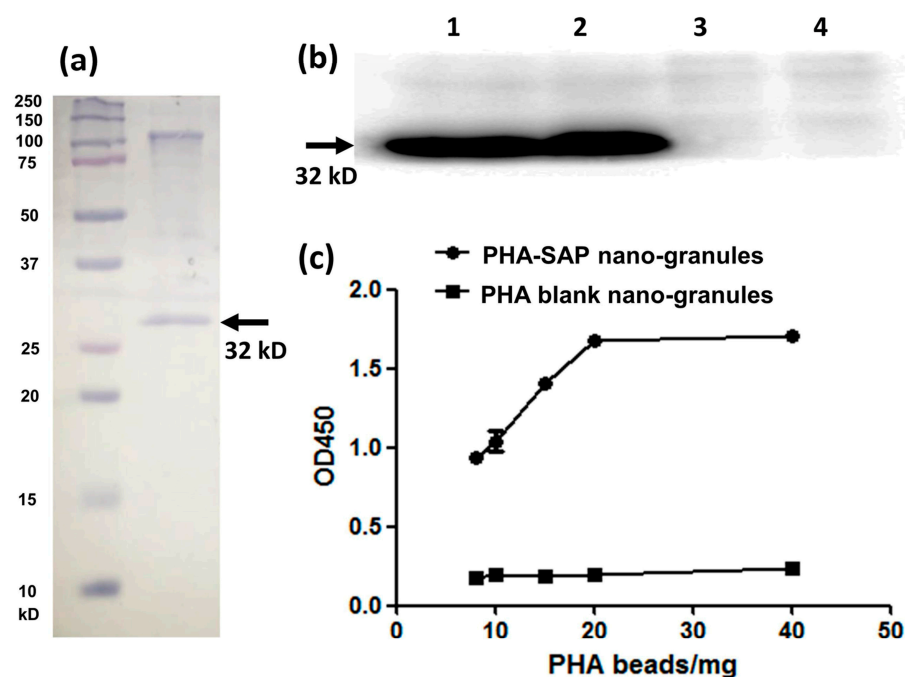 (a)
250
150
100
75
50
37
25
20
15
10
kD
32 kD
(b)
1 2 3 4
32 kD
(c)
PHA-SAP nano-granules
PHA blank nano-granules
2.0
1.5
1.0
0.5
0.0
OD450
0 10 20 30 40 50
PHA beads/mg